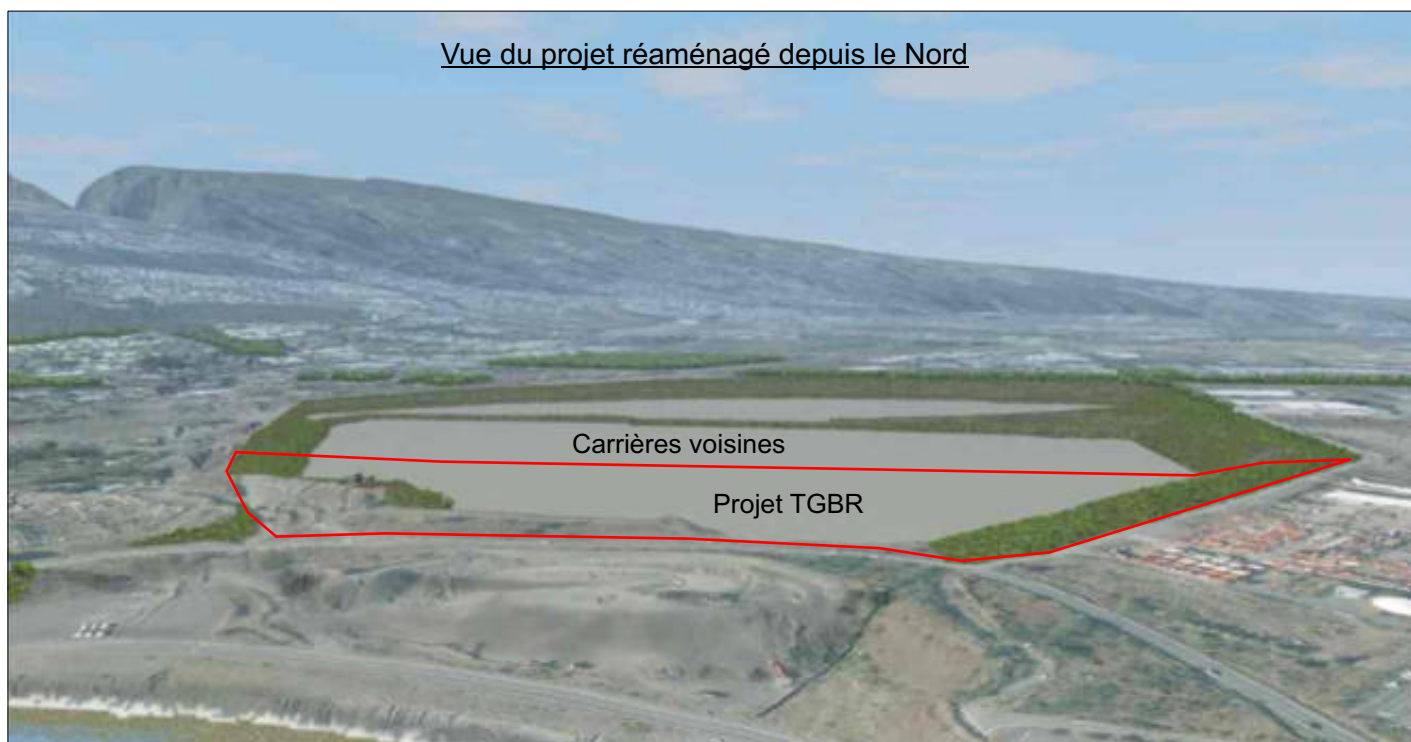 Vue du projet réaménagé depuis le Nord
Carrières voisines
Projet TGBR